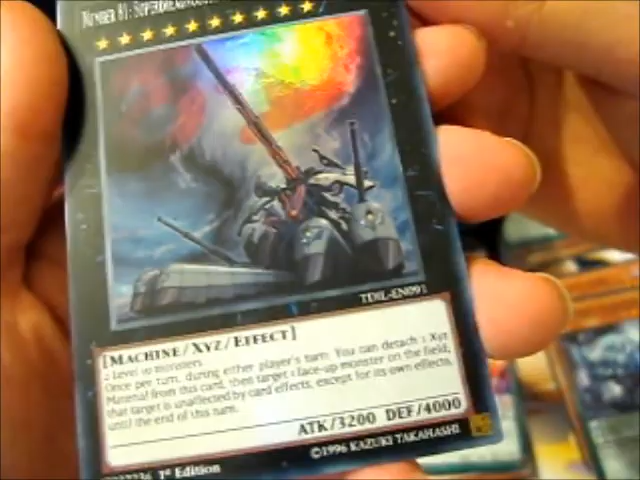 Number 81: Superdreadnought
TDIL-EN091
[Machine/Xyz/Effect]
2 Level 10 monsters
Once per turn, during either player's turn: You can detach 1 Xyz
Material from this card, then target 1 face-up monster on the field;
that target is unaffected by card effects, except for its own effects,
until the end of this turn.
ATK/3200 DEF/4000
1st Edition
©1996 KAZUKI TAKAHASHI